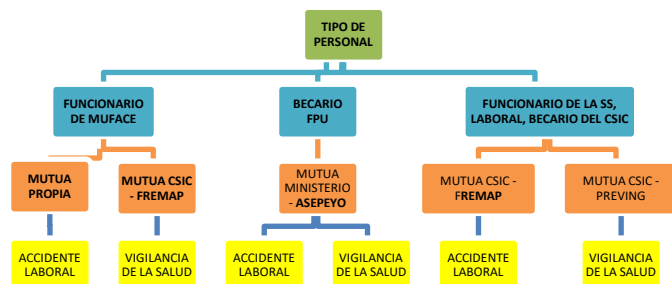 TIPO DE
PERSONAL
FUNCIONARIO
DE MUFACE
BECARIO
FPU
FUNCIONARIO DE LA SS,
LABORAL, BECARIO DEL CSIC
MUTUA
PROPIA
MUTUA CSIC
- FREMAP
MUTUA
MINISTERIO
- ASEPEYO
MUTUA CSIC -
FREMAP
MUTUA CSIC -
PREVING
ACCIDENTE
LABORAL
VIGILANCIA
DE LA SALUD
ACCIDENTE
LABORAL
VIGILANCIA
DE LA SALUD
ACCIDENTE
LABORAL
VIGILANCIA
DE LA SALUD